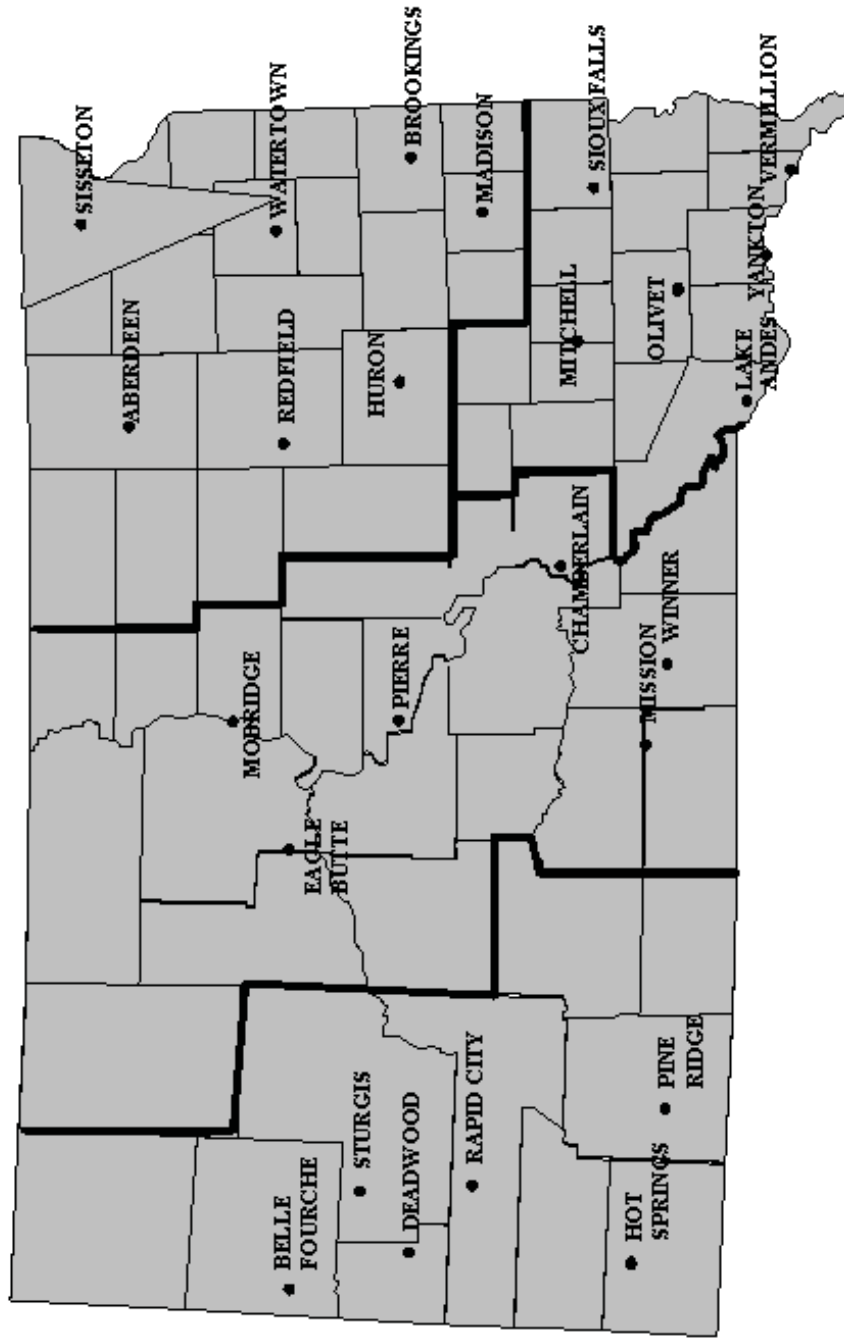 SISSETON
ABERDEEN
WATERTOWN
MOBRIDGE
REDFIELD
BROOKINGS
HURON
PIERRE
EAGLE
BUTTE
BELLE
FOURCHE
STURGIS
DEADWOOD
RAPID CITY
MADISON
SIOUX FALLS
MITCHELL
CHAMBERLAIN
OLIVET
WINNER
MISSION
PINE
RIDGE
HOT
SPRINGS
LAKE
ANDES
YANKTON
VERMILLION